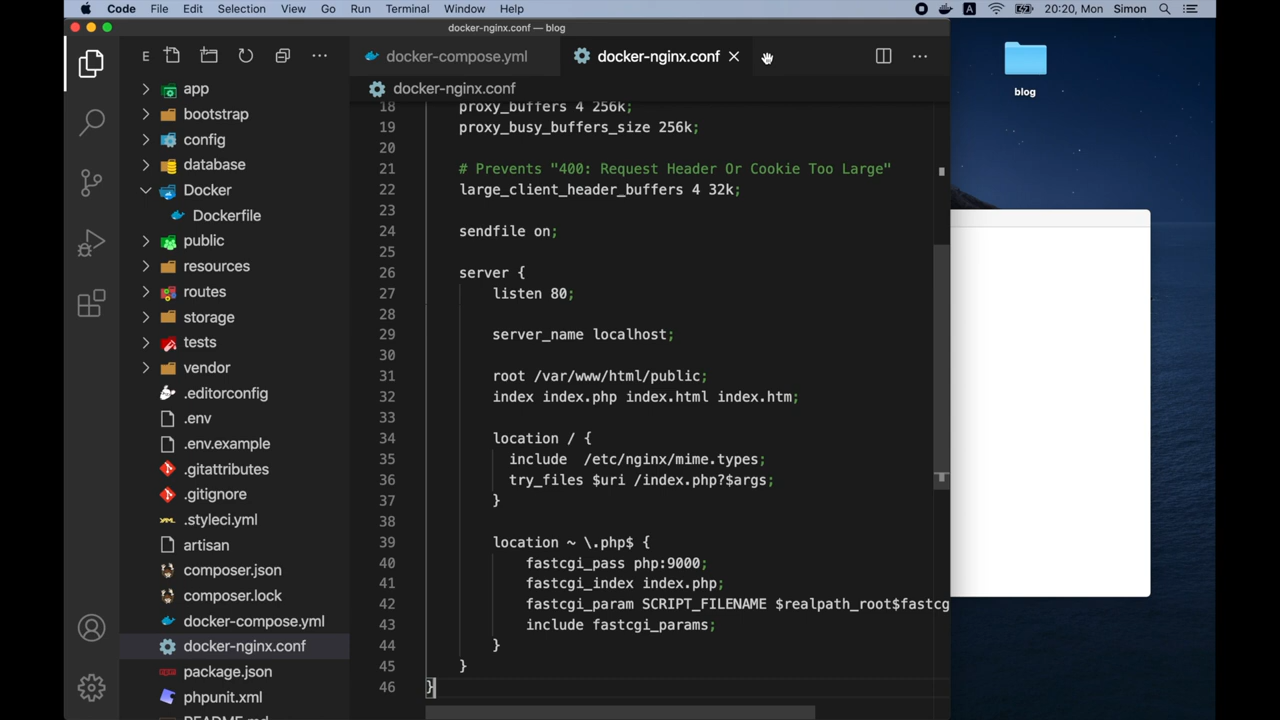 Code File Edit Selection View Go Run Terminal Window Help A 20:20, Mon Simon
docker-nginx.conf — blog
E
docker-compose.yml
docker-nginx.conf
docker-nginx.conf
app
bootstrap
config
database
Docker
Dockerfile
public
resources
routes
storage
tests
vendor
.editorconfig
.env
.env.example
.gitattributes
.gitignore
.styleci.yml
artisan
composer.json
composer.lock
docker-compose.yml
docker-nginx.conf
package.json
phpunit.xml
README.md
18 proxy_buffers 4 256k;
19 proxy_busy_buffers_size 256k;
20
21 # Prevents "400: Request Header Or Cookie Too Large"
22 large_client_header_buffers 4 32k;
23
24 sendfile on;
25
26 server {
27 listen 80;
28
29 server_name localhost;
30
31 root /var/www/html/public;
32 index index.php index.html index.htm;
33
34 location / {
35 include  /etc/nginx/mime.types;
36 try_files $uri /index.php?$args;
37 }
38
39 location ~ \.php$ {
40 fastcgi_pass php:9000;
41 fastcgi_index index.php;
42 fastcgi_param SCRIPT_FILENAME $realpath_root$fastcg
43 include fastcgi_params;
44 }
45 }
46 }
blog